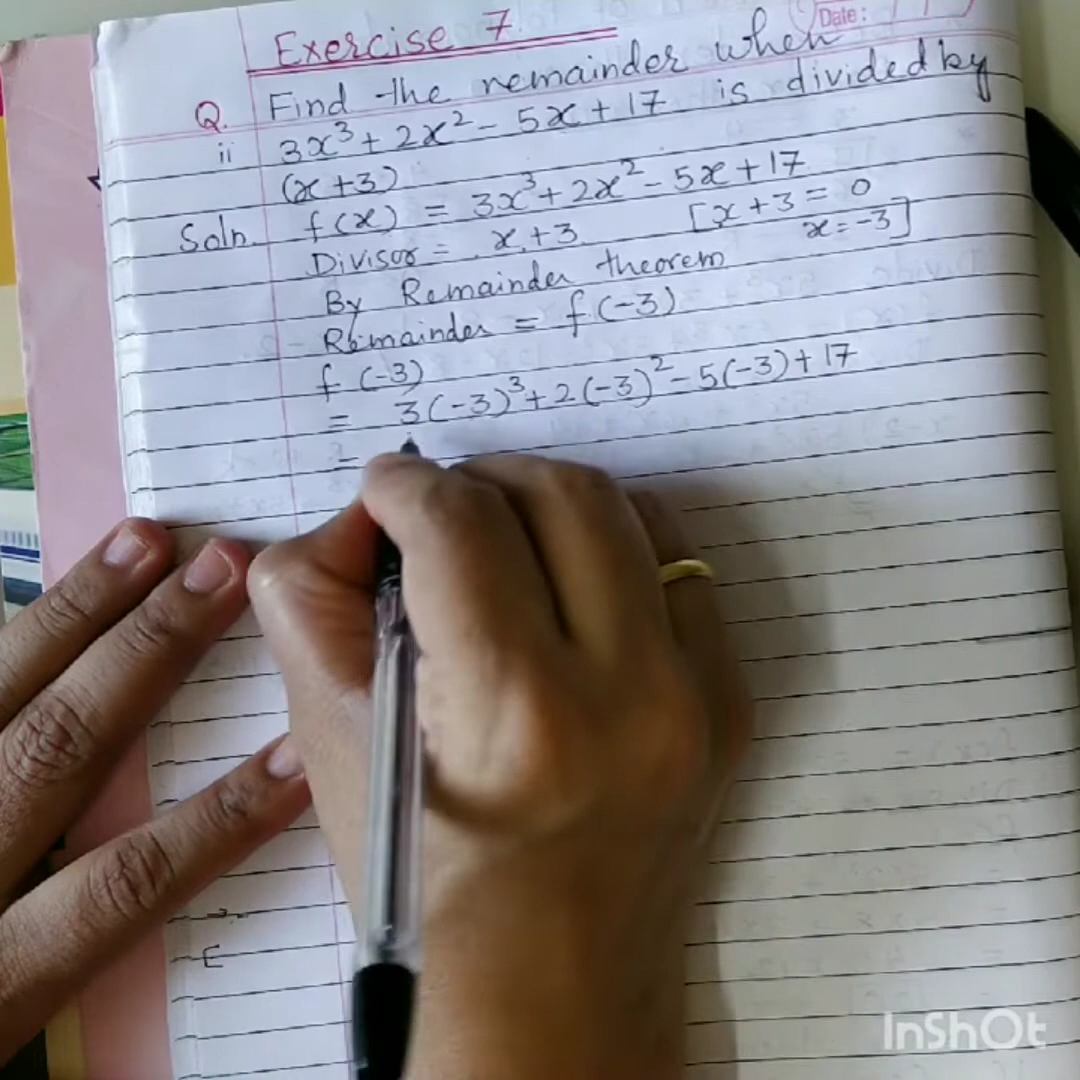 Date:
Exercise 7.
Q. Find the remainder when
ii 3x³ + 2x² - 5x + 17 is divided by
(x + 3)
Soln. f(x) = 3x³ + 2x² - 5x + 17
Divisor = x + 3 [x + 3 = 0
x = -3]
By Remainder theorem
Remainder = f(-3)
f(-3)
= 3(-3)³ + 2(-3)² - 5(-3) + 17
=
InShOt